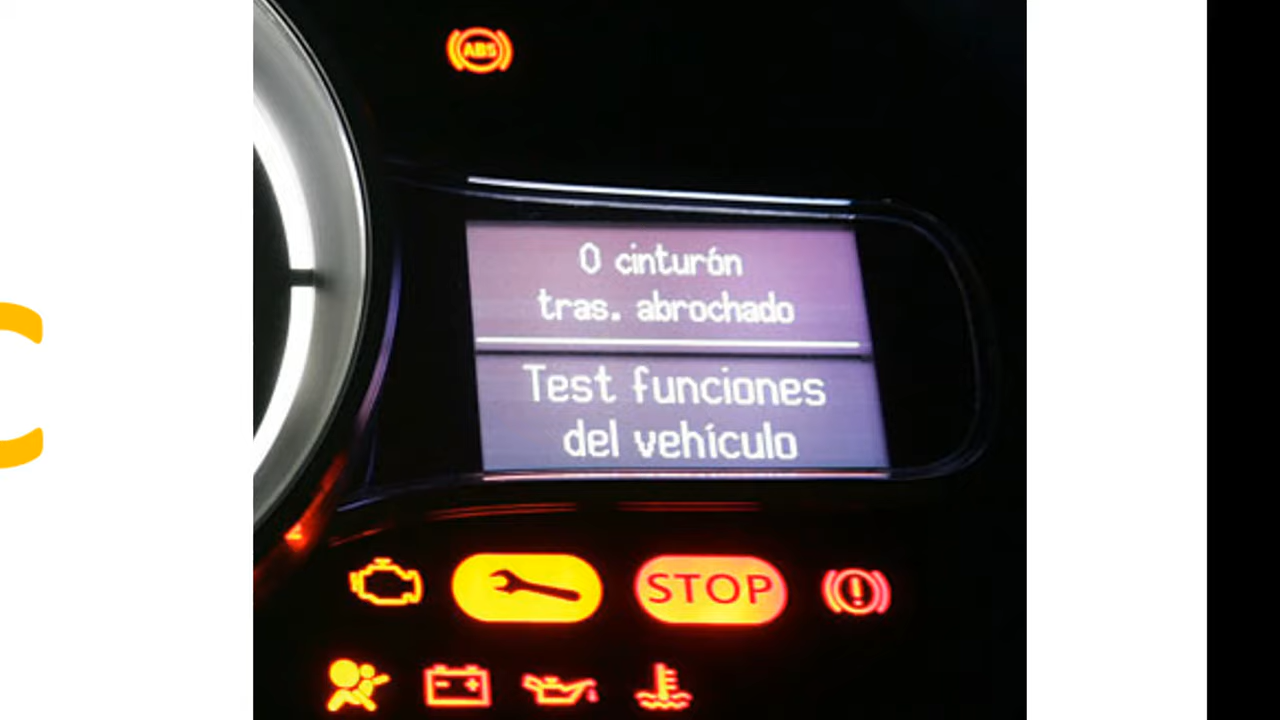 ABS
0 cinturón
tras. abrochado
Test funciones
del vehículo
STOP